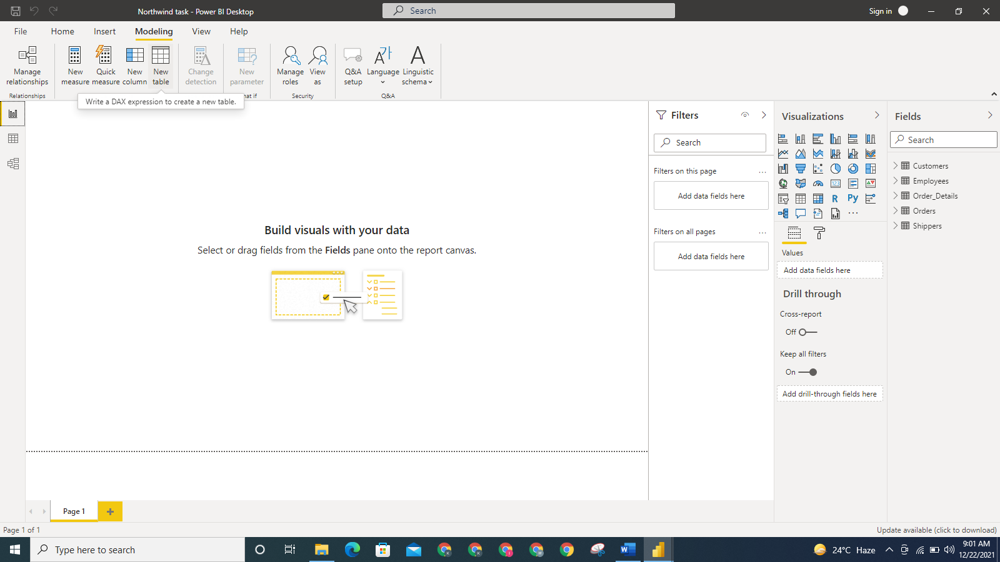 Northwind task - Power BI Desktop
Search
Sign in
File
Home
Insert
Modeling
View
Help
Manage
relationships
New
measure
Quick
measure
New
column
New
table
Change
detection
New
parameter
Manage
roles
View
as
Q&A
setup
Language
Linguistic
schema
Relationships
at if
Security
Q&A
Write a DAX expression to create a new table.
Build visuals with your data
Select or drag fields from the Fields pane onto the report canvas.
Filters
Search
Filters on this page
...
Add data fields here
Filters on all pages
...
Add data fields here
Visualizations
123
R
Py
...
Values
Add data fields here
Drill through
Cross-report
Off
Keep all filters
On
Add drill-through fields here
Fields
Search
Customers
Employees
Order_Details
Orders
Shippers
Page 1
+
Page 1 of 1
Update available (click to download)
Type here to search
24°C Haze
9:01 AM
12/22/2021